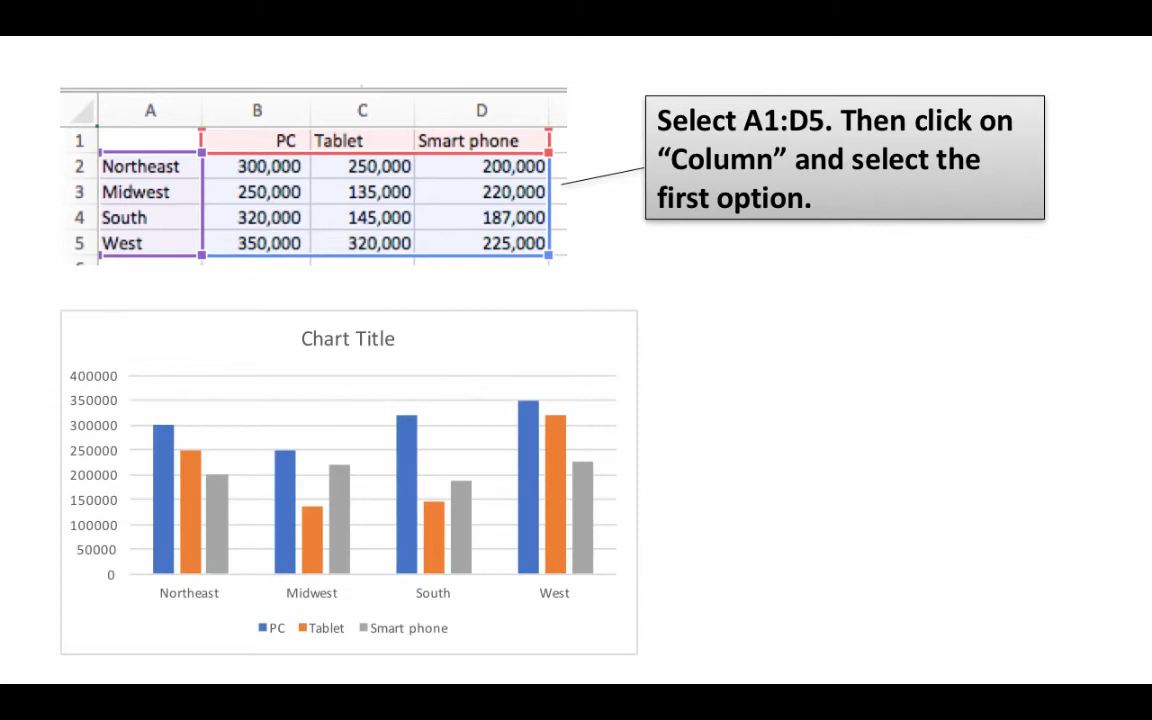 A B C D
1 PC Tablet Smart phone
2 Northeast 300,000 250,000 200,000
3 Midwest 250,000 135,000 220,000
4 South 320,000 145,000 187,000
5 West 350,000 320,000 225,000
Select A1:D5. Then click on
“Column” and select the
first option.
Chart Title
400000
350000
300000
250000
200000
150000
100000
50000
0
Northeast Midwest South West
PC Tablet Smart phone